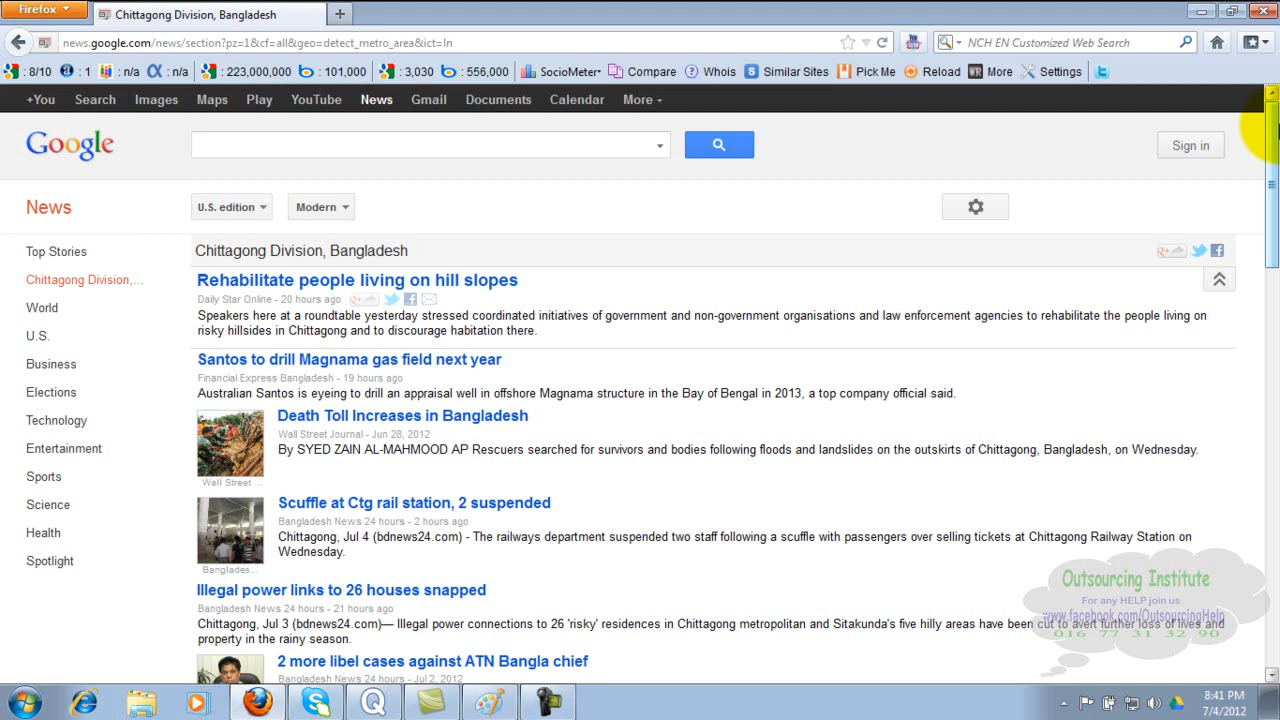 Firefox
Chittagong Division, Bangladesh
news.google.com/news/section?pz=1&cf=all&geo=detect_metro_area&ict=ln
NCH EN Customized Web Search
: 8/10 : 1 : n/a : n/a : 223,000,000 : 101,000 : 3,030 : 556,000 SocioMeter Compare Whois Similar Sites Pick Me Reload More Settings
+You Search Images Maps Play YouTube News Gmail Documents Calendar More
Google
Sign in
News
U.S. edition
Modern
Top Stories
Chittagong Division,...
World
U.S.
Business
Elections
Technology
Entertainment
Sports
Science
Health
Spotlight
Chittagong Division, Bangladesh
Rehabilitate people living on hill slopes
Daily Star Online - 20 hours ago
Speakers here at a roundtable yesterday stressed coordinated initiatives of government and non-government organisations and law enforcement agencies to rehabilitate the people living on
risky hillsides in Chittagong and to discourage habitation there.
Santos to drill Magnama gas field next year
Financial Express Bangladesh - 19 hours ago
Australian Santos is eyeing to drill an appraisal well in offshore Magnama structure in the Bay of Bengal in 2013, a top company official said.
Death Toll Increases in Bangladesh
Wall Street Journal - Jun 28, 2012
By SYED ZAIN AL-MAHMOOD AP Rescuers searched for survivors and bodies following floods and landslides on the outskirts of Chittagong, Bangladesh, on Wednesday.
Wall Street ...
Scuffle at Ctg rail station, 2 suspended
Bangladesh News 24 hours - 2 hours ago
Chittagong, Jul 4 (bdnews24.com) - The railways department suspended two staff following a scuffle with passengers over selling tickets at Chittagong Railway Station on
Wednesday.
Banglades...
Illegal power links to 26 houses snapped
Bangladesh News 24 hours - 21 hours ago
Chittagong, Jul 3 (bdnews24.com)— Illegal power connections to 26 'risky' residences in Chittagong metropolitan and Sitakunda's five hilly areas have been cut to avert further loss of lives and
property in the rainy season.
2 more libel cases against ATN Bangla chief
Bangladesh News 24 hours - Jul 2, 2012
Outsourcing Institute
For any HELP join us
www.facebook.com/OutsourcingHelp
016 77 31 32 90
8:41 PM
7/4/2012